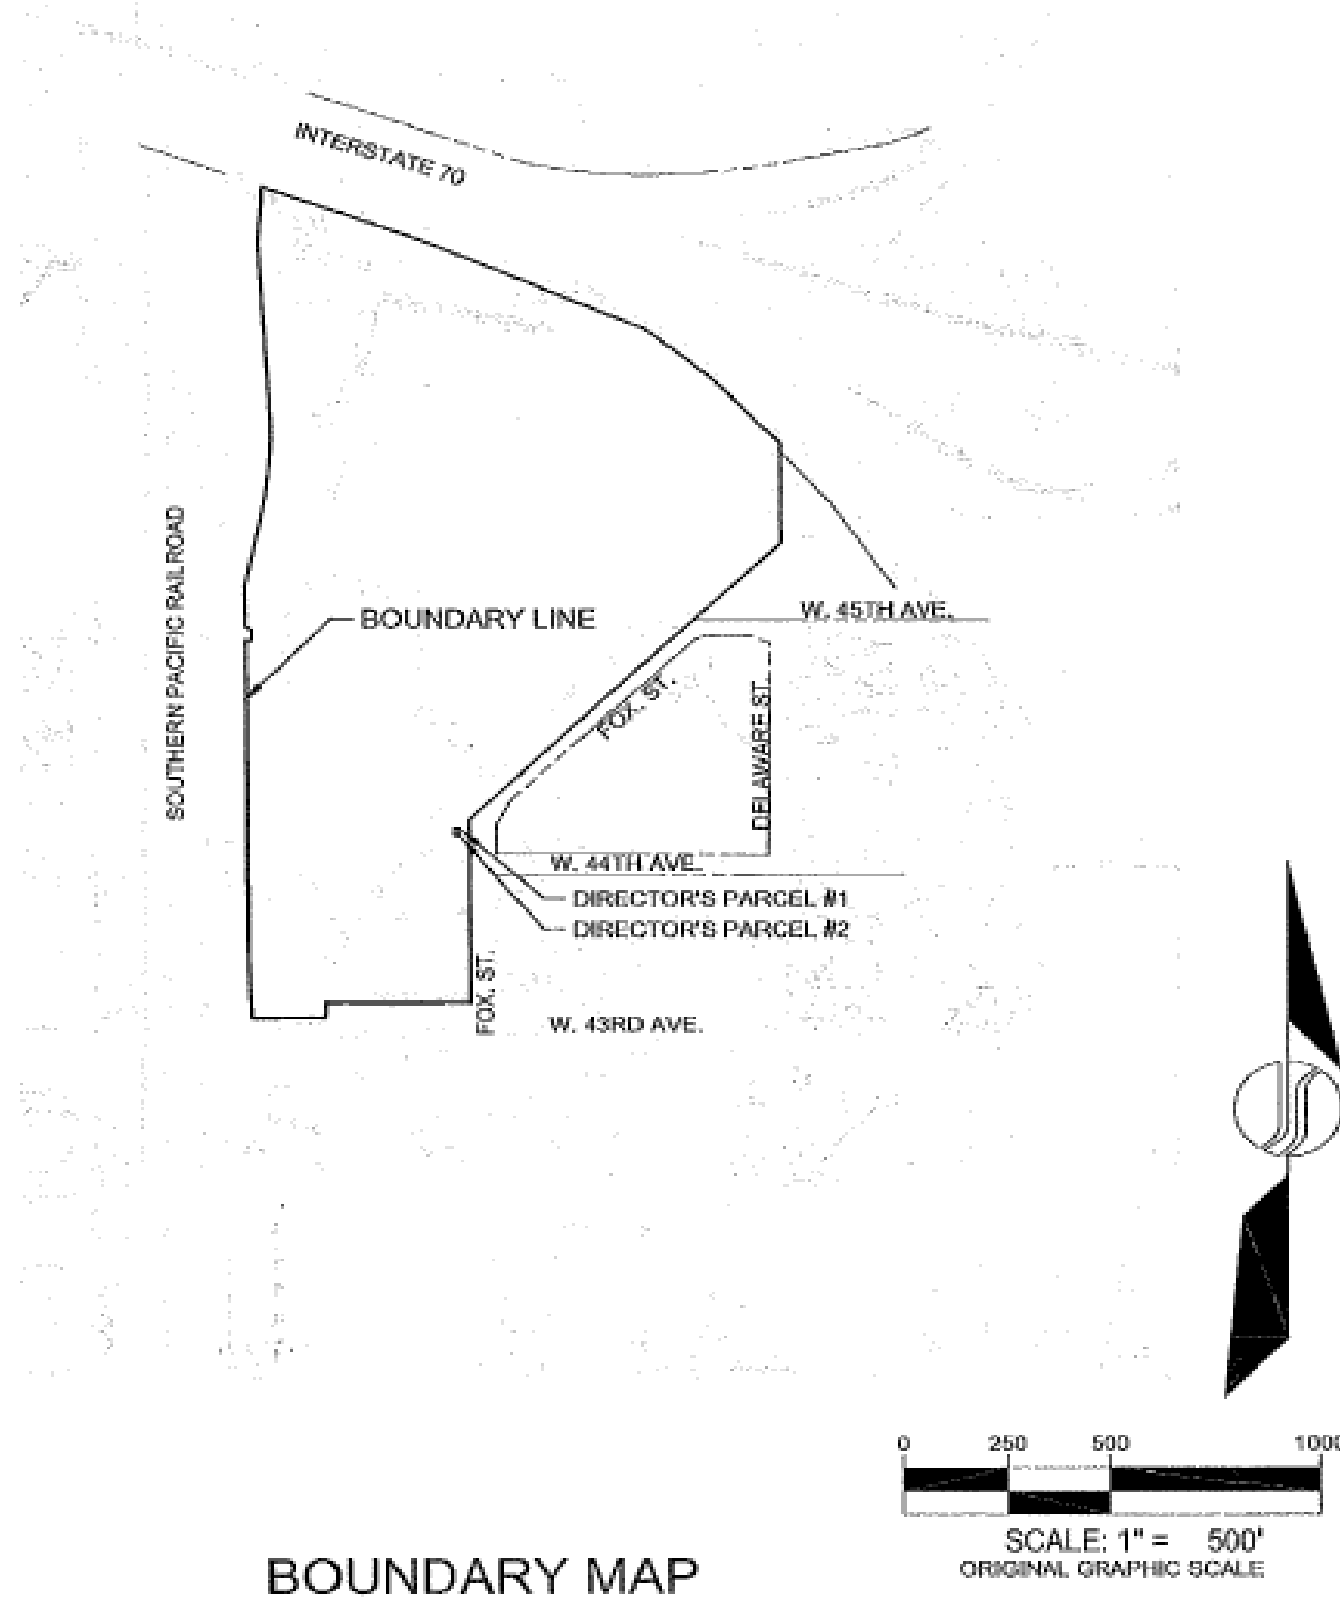 INTERSTATE 70
SOUTHERN PACIFIC RAILROAD
BOUNDARY LINE
W. 45TH AVE.
FOX. ST.
DELAWARE ST.
W. 44TH AVE.
DIRECTOR'S PARCEL #1
DIRECTOR'S PARCEL #2
FOX. ST.
W. 43RD AVE.
0 250 500 1000
SCALE: 1" = 500'
ORIGINAL GRAPHIC SCALE
BOUNDARY MAP